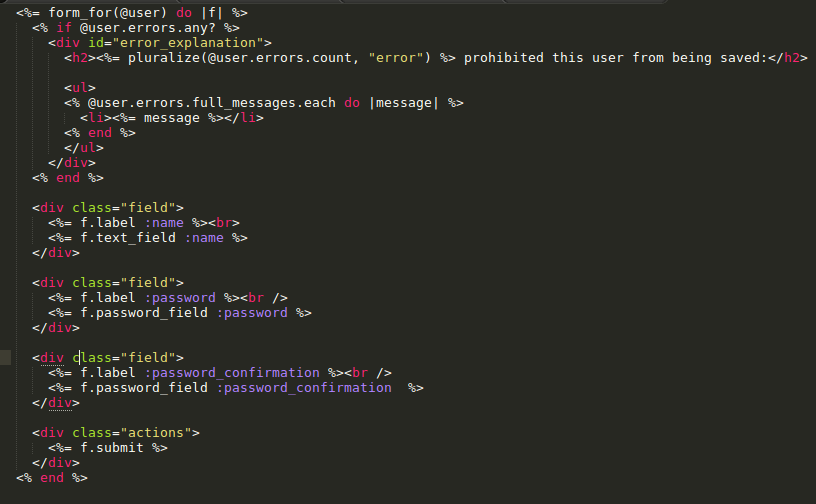 <%= form_for(@user) do |f| %>
  <% if @user.errors.any? %>
    <div id="error_explanation">
      <h2><%= pluralize(@user.errors.count, "error") %> prohibited this user from being saved:</h2>

      <ul>
      <% @user.errors.full_messages.each do |message| %>
        <li><%= message %></li>
      <% end %>
      </ul>
    </div>
  <% end %>

  <div class="field">
    <%= f.label :name %><br>
    <%= f.text_field :name %>
  </div>

  <div class="field">
    <%= f.label :password %><br />
    <%= f.password_field :password %>
  </div>

  <div class="field">
    <%= f.label :password_confirmation %><br />
    <%= f.password_field :password_confirmation  %>
  </div>

  <div class="actions">
    <%= f.submit %>
  </div>
<% end %>